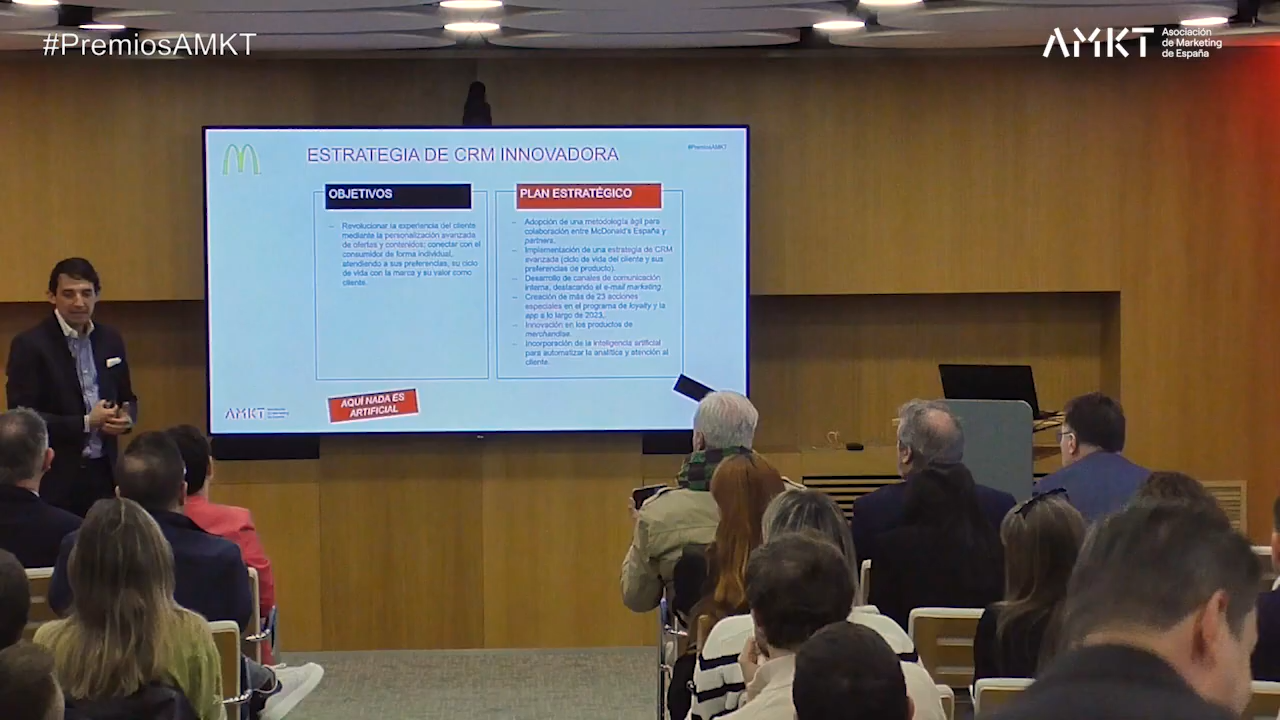 #PremiosAMKT
AMKT Asociación
de Marketing
de España
ESTRATEGIA DE CRM INNOVADORA
#PremiosAMKT
OBJETIVOS
– Revolucionar la experiencia del cliente
mediante la personalización avanzada
de ofertas y contenidos: conectar con el
consumidor de forma individual,
atendiendo a sus preferencias, su ciclo
de vida con la marca y su valor como
cliente.
PLAN ESTRATÉGICO
– Adopción de una metodología ágil para
colaboración entre McDonald's España y
partners.
– Implementación de una estrategia de CRM
avanzada (ciclo de vida del cliente y sus
preferencias de producto).
– Desarrollo de canales de comunicación
interna, destacando el e-mail marketing.
– Creación de más de 23 acciones
especiales en el programa de loyalty y la
app a lo largo de 2023.
– Innovación en los productos de
merchandise.
– Incorporación de la inteligencia artificial
para automatizar la analítica y atención al
cliente.
AQUÍ NADA ES
ARTIFICIAL
AMKT Asociación
de Marketing
de España